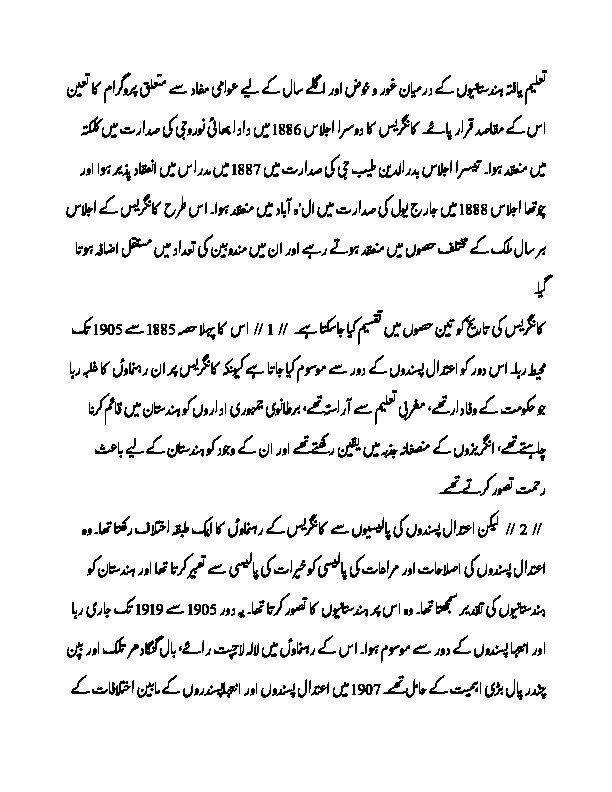 تعلیم یافتہ ہندستانیوں کے درمیان غور و خوض اور اگلے سال کے لیے عوامی مفاد سے متعلق پروگرام کا تعین
اس کے مقاصد قرار پائے۔ کانگریس کا دوسرا اجلاس 1886 میں دادا بھائی نوروجی کی صدارت میں کلکتہ
میں منعقد ہوا۔ تیسرا اجلاس بدرالدین طیب جی کی صدارت میں 1887 میں مدراس میں انعقاد پذیر ہوا اور
چوتھا اجلاس 1888 میں جارج یول کی صدارت میں ال'ہ آباد میں منعقد ہوا۔ اس طرح کانگریس کے اجلاس
ہر سال ملک کے مختلف حصوں میں منعقد ہوتے رہے اور ان میں مندوبین کی تعداد میں مستقل اضافہ ہوتا
گیا۔
کانگریس کی تاریخ کو تین حصوں میں تقسیم کیا جاسکتا ہے۔ // 1 // اس کا پہلا حصہ 1885 سے 1905 تک
محیط رہا۔ اس دور کو اعتدال پسندوں کے دور سے موسوم کیا جاتا ہے کیونکہ کانگریس پر ان رہنماؤں کا غلبہ رہا
جو حکومت کے وفادار تھے، مغربی تعلیم سے آراستہ تھے، برطانوی جمہوری اداروں کو ہندستان میں قائم کرنا
چاہتے تھے، انگریزوں کے منصفانہ جذبہ میں یقین رکھتے تھے اور ان کے وجود کو ہندستان کے لیے باعث
رحمت تصور کرتے تھے۔
// 2 // لیکن اعتدال پسندوں کی پالیسیوں سے کانگریس کے رہنماؤں کا ایک طبقہ اختلاف رکھتا تھا۔ وہ
اعتدال پسندوں کی اصلاحات اور مراعات کی پالیسی کو خیرات کی پالیسی سے تعبیر کرتا تھا اور ہندستان کو
ہندستانیوں کی تقدیر سمجھتا تھا۔ وہ اس پر ہندستانیوں کا تصور کرتا تھا۔ یہ دور 1905 سے 1919 تک جاری رہا
اور انتہا پسندوں کے دور سے موسوم ہوا۔ اس کے رہنماؤں میں لالہ لاجپت رائے، بال گنگادھر تلک اور بپن
چندر پال بڑی اہمیت کے حامل تھے۔ 1907 میں اعتدال پسندوں اور انتہاپسندروں کے مابین اختلافات کے